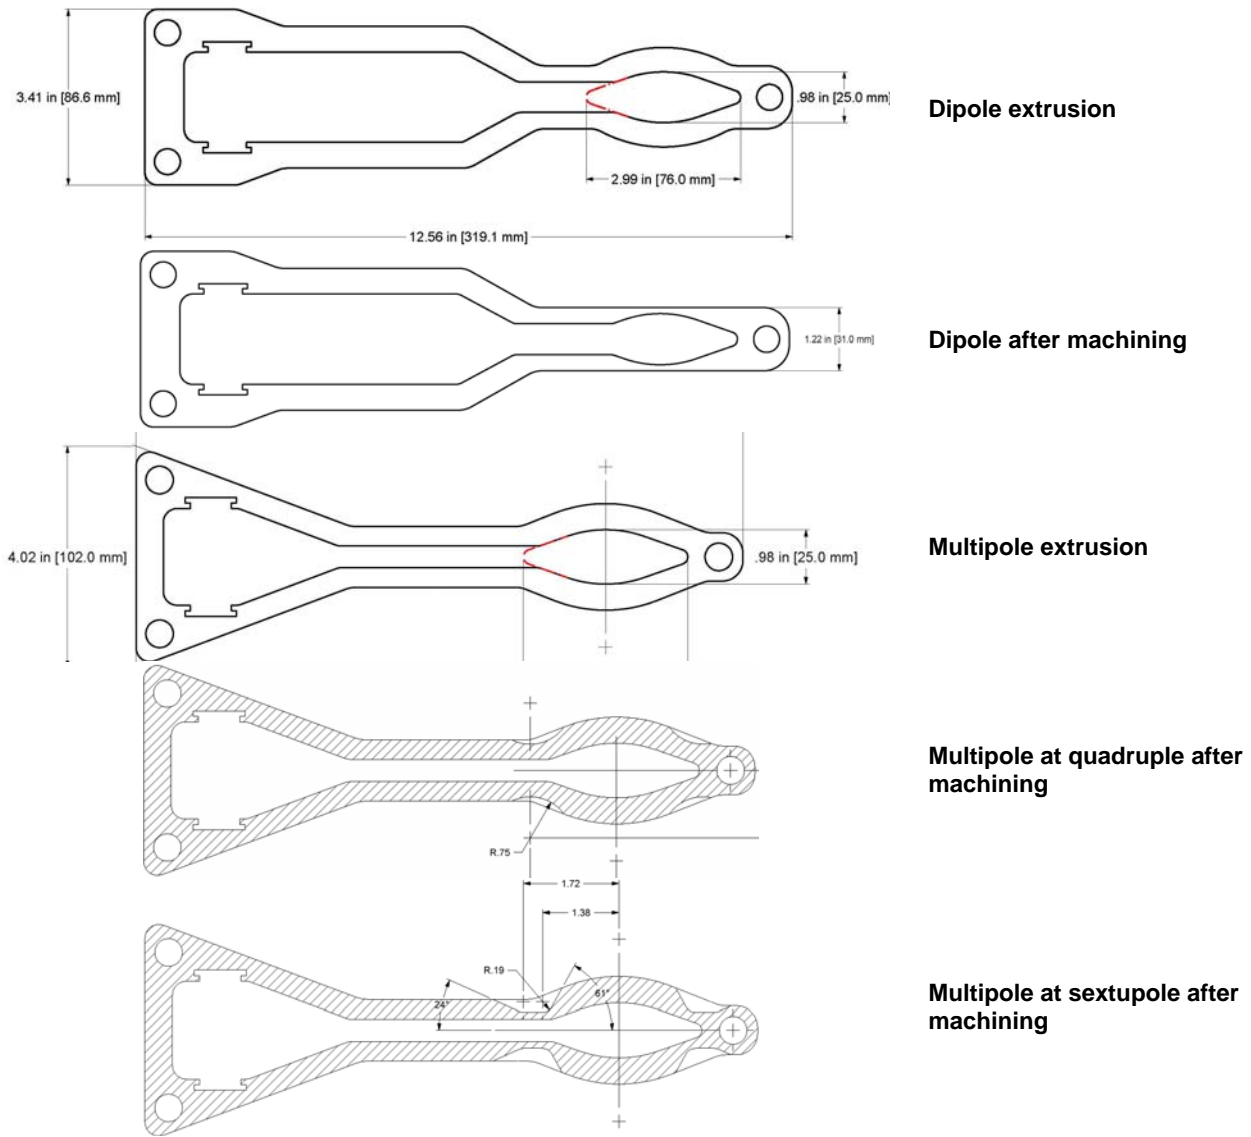 3.41 in [86.6 mm]
.98 in [25.0 mm]
Dipole extrusion
2.99 in [76.0 mm]
12.56 in [319.1 mm]
1.22 in [31.0 mm]
Dipole after machining
4.02 in [102.0 mm]
.98 in [25.0 mm]
Multipole extrusion
Multipole at quadruple after
machining
R.75
1.72
1.38
R.19
24°
61°
Multipole at sextupole after
machining